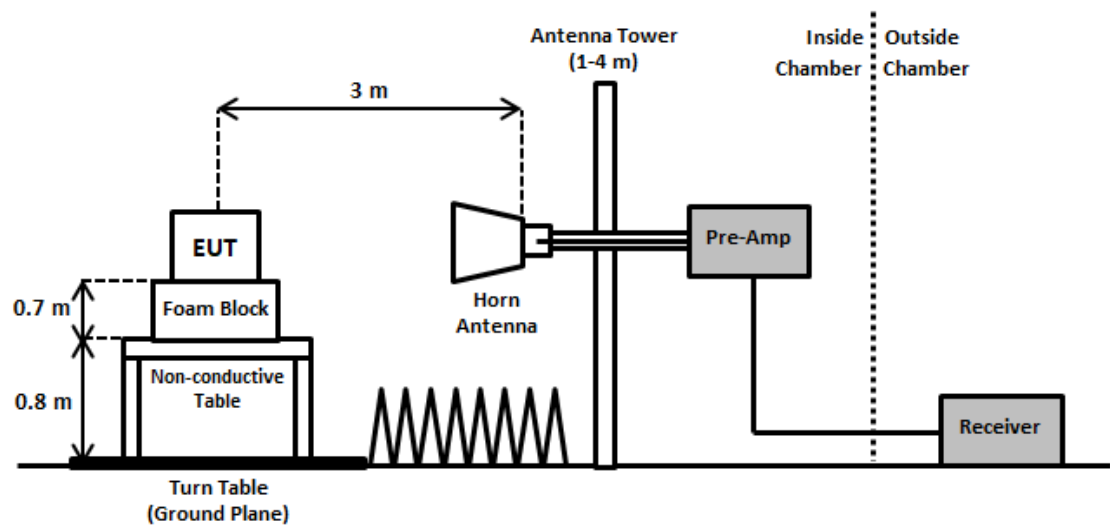 Antenna Tower
(1-4 m)
Inside
Chamber
Outside
Chamber
3 m
EUT
Pre-Amp
Foam Block
0.7 m
Horn
Antenna
Non-conductive
Table
0.8 m
Receiver
Turn Table
(Ground Plane)